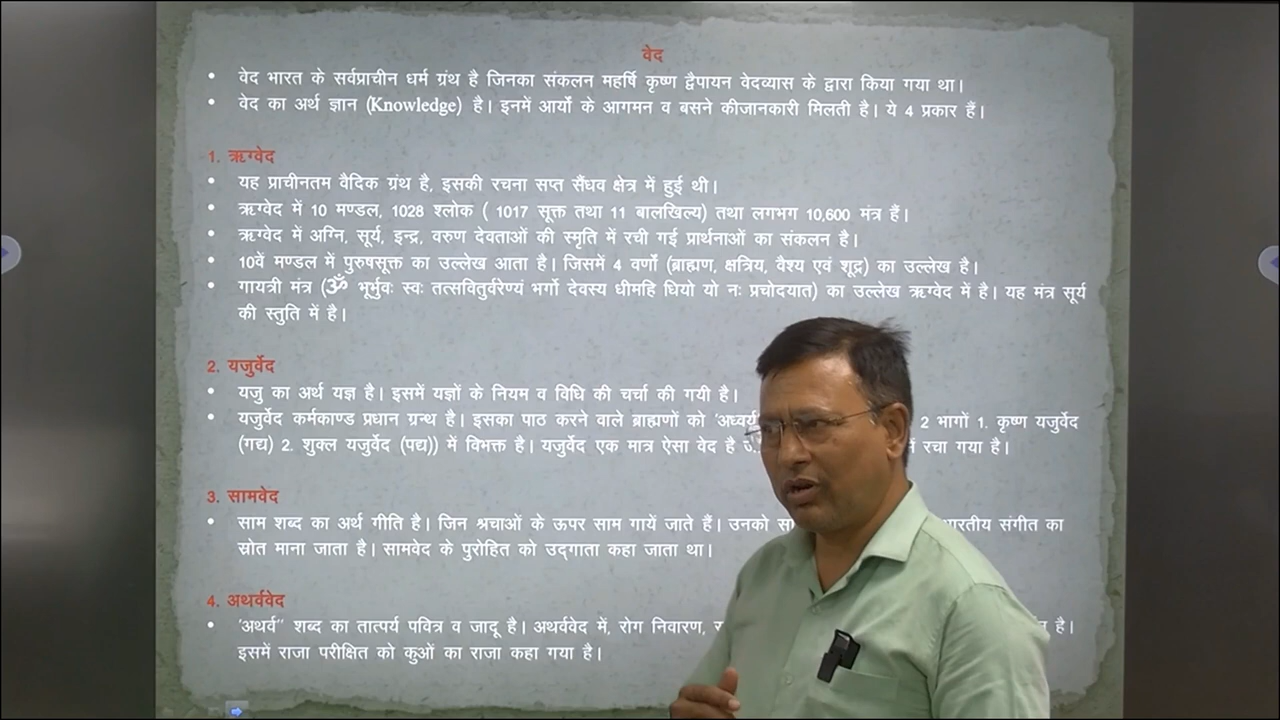 वेद
• वेद भारत के सर्वप्राचीन धर्म ग्रंथ है जिनका संकलन महर्षि कृष्ण द्वैपायन वेदव्यास के द्वारा किया गया था।
• वेद का अर्थ ज्ञान (Knowledge) है। इनमें आर्यो के आगमन व बसने कीजानकारी मिलती है। ये 4 प्रकार हैं।
1. ऋग्वेद
• यह प्राचीनतम वैदिक ग्रंथ है, इसकी रचना सप्त सैंधव क्षेत्र में हुई थी।
• ऋग्वेद में 10 मण्डल, 1028 श्लोक ( 1017 सूक्त तथा 11 बालखिल्य) तथा लगभग 10,600 मंत्र हैं।
• ऋग्वेद में अग्नि, सूर्य, इन्द्र, वरुण देवताओं की स्मृति में रची गई प्रार्थनाओं का संकलन है।
• 10वें मण्डल में पुरुषसूक्त का उल्लेख आता है। जिसमें 4 वर्णों (ब्राह्मण, क्षत्रिय, वैश्य एवं शूद्र) का उल्लेख है।
• गायत्री मंत्र (ॐ भूर्भुवः स्वः तत्सवितुर्वरेण्यं भर्गो देवस्य धीमहि धियो यो नः प्रचोदयात) का उल्लेख ऋग्वेद में है। यह मंत्र सूर्य
की स्तुति में है।
2. यजुर्वेद
• यजु का अर्थ यज्ञ है। इसमें यज्ञों के नियम व विधि की चर्चा की गयी है।
• यजुर्वेद कर्मकाण्ड प्रधान ग्रन्थ है। इसका पाठ करने वाले ब्राह्मणों को 2 भागों 1. कृष्ण यजुर्वेद
(गद्य) 2. शुक्ल यजुर्वेद (पद्य)) में विभक्त है। यजुर्वेद एक मात्र ऐसा वेद है रचा गया है।
3. सामवेद
• साम शब्द का अर्थ गीति है। जिन श्रचाओं के ऊपर साम गायें जाते हैं। उनको संगीत का
स्रोत माना जाता है। सामवेद के पुरोहित को उद्‌गाता कहा जाता था।
4. अथर्ववेद
• 'अथर्व'' शब्द का तात्पर्य पवित्र व जादू है। अथर्ववेद में, रोग निवारण, है।
इसमें राजा परीक्षित को कुओं का राजा कहा गया है।